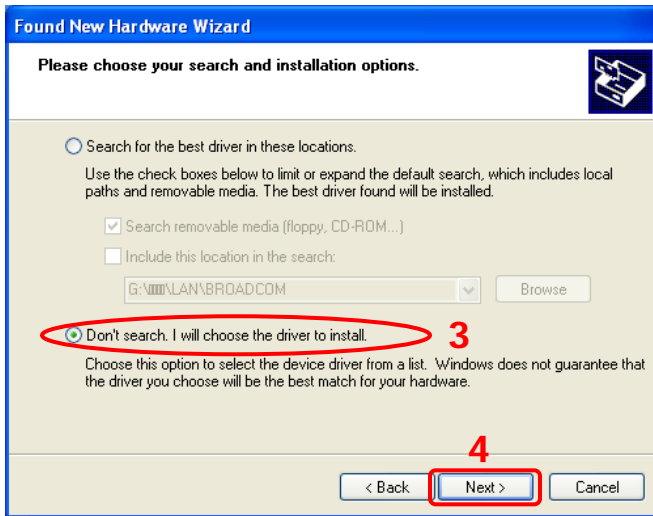 Found New Hardware Wizard
Please choose your search and installation options.
Search for the best driver in these locations.
Use the check boxes below to limit or expand the default search, which includes local
paths and removable media. The best driver found will be installed.
Search removable media (floppy, CD-ROM...)
Include this location in the search:
\LAN\BROADCOM
Browse
Don't search. I will choose the driver to install.
3
Choose this option to select the device driver from a list. Windows does not guarantee that
the driver you choose will be the best match for your hardware.
4
< Back
Next >
Cancel